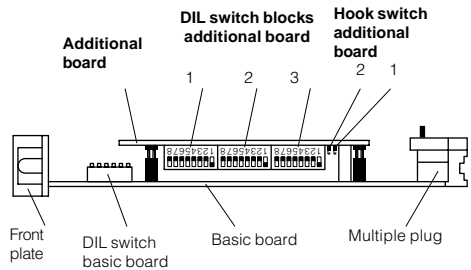 DIL switch blocks
additional board
Hook switch
additional
board
Additional
board
1 2 3 2 1
12345678 12345678 12345678
Front
plate
DIL switch
basic board
Basic board
Multiple plug